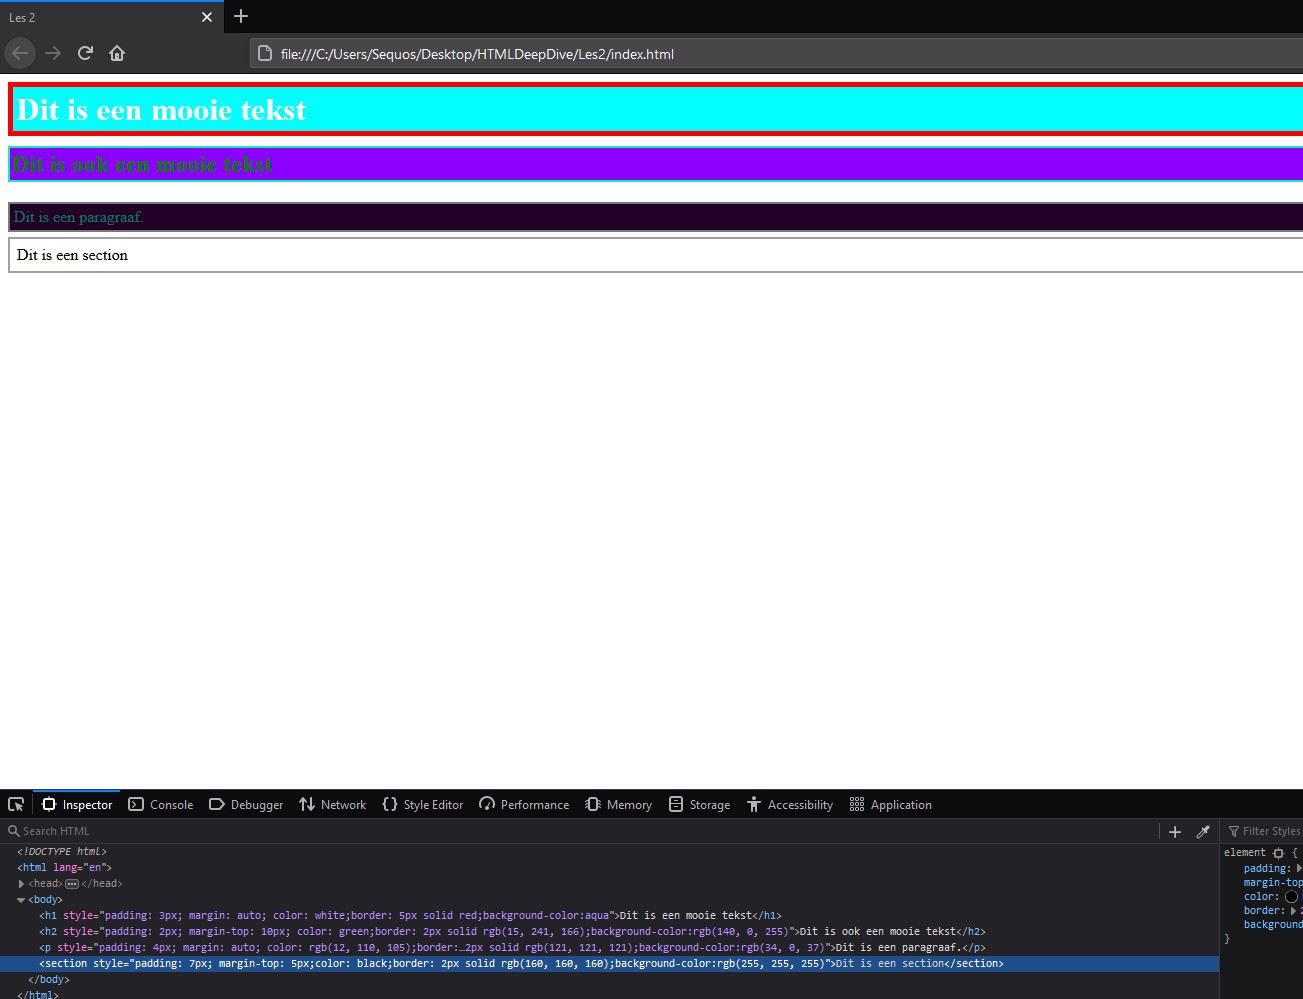 Les 2
file:///C:/Users/Sequos/Desktop/HTMLDeepDive/Les2/index.html
Dit is een mooie tekst
Dit is ook een mooie tekst
Dit is een paragraaf.
Dit is een section
Inspector Console Debugger Network Style Editor Performance Memory Storage Accessibility Application
Search HTML
Filter Styles
<!DOCTYPE html>
<html lang="en">
<head></head>
<body>
<h1 style="padding: 3px; margin: auto; color: white;border: 5px solid red;background-color:aqua">Dit is een mooie tekst</h1>
<h2 style="padding: 2px; margin-top: 10px; color: green;border: 2px solid rgb(15, 241, 166);background-color:rgb(140, 0, 255)">Dit is ook een mooie tekst</h2>
<p style="padding: 4px; margin: auto; color: rgb(12, 110, 105);border:…2px solid rgb(121, 121, 121);background-color:rgb(34, 0, 37)">Dit is een paragraaf.</p>
<section style="padding: 7px; margin-top: 5px;color: black;border: 2px solid rgb(160, 160, 160);background-color:rgb(255, 255, 255)">Dit is een section</section>
</body>
</html>
element {
padding:
margin-top
color:
border: 2
background
}